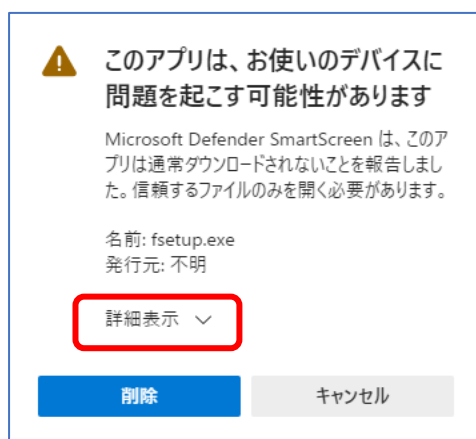 このアプリは、お使いのデバイスに
問題を起こす可能性があります
Microsoft Defender SmartScreen は、このア
プリは通常ダウンロードされないことを報告しまし
た。信頼するファイルのみを開く必要があります。
名前: fsetup.exe
発行元: 不明
詳細表示
削除 キャンセル